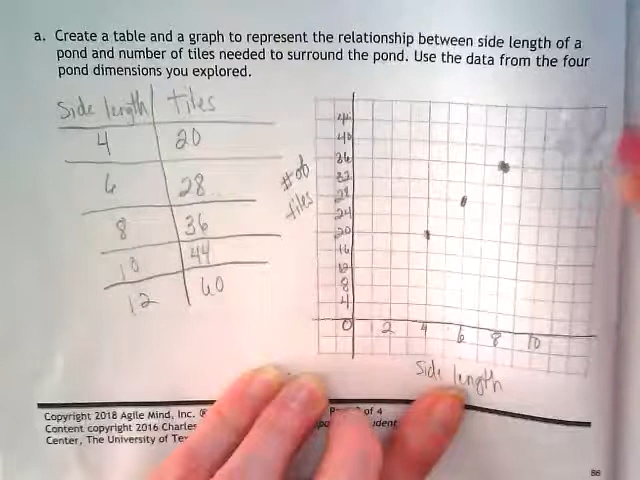 a. Create a table and a graph to represent the relationship between side length of a
pond and number of tiles needed to surround the pond. Use the data from the four
pond dimensions you explored.
Side length tiles
4 20
6 28
8 36
10 44
12 60
# of
tiles
44
40
36
32
28
24
20
16
12
8
4
0 2 4 6 8 10
Side length
Copyright 2018 Agile Mind, Inc. ®
Content copyright 2016 Charles
Center, The University of Te
of 4